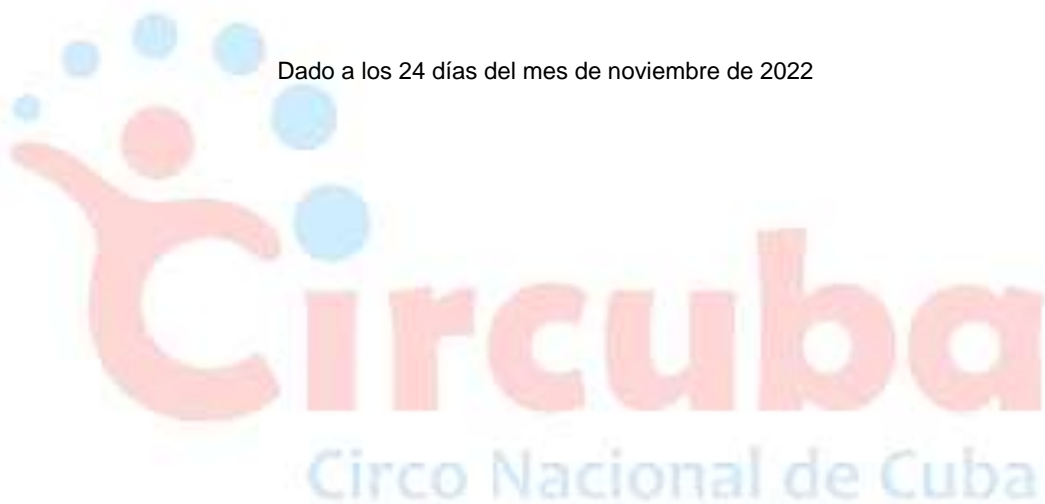 Dado a los 24 días del mes de noviembre de 2022
Circuba
Circo Nacional de Cuba